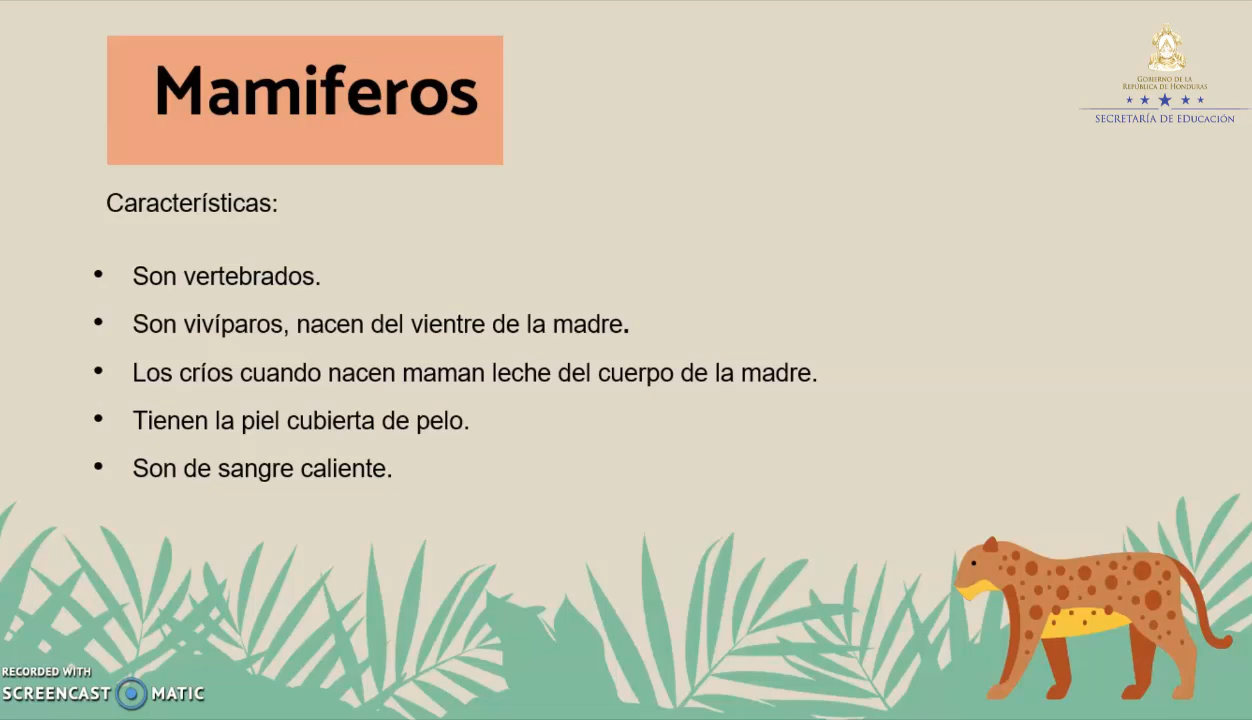 Mamiferos
GOBIERNO DE LA
REPÚBLICA DE HONDURAS
SECRETARÍA DE EDUCACIÓN
Características:
• Son vertebrados.
• Son vivíparos, nacen del vientre de la madre.
• Los críos cuando nacen maman leche del cuerpo de la madre.
• Tienen la piel cubierta de pelo.
• Son de sangre caliente.
RECORDED WITH
SCREENCAST MATIC